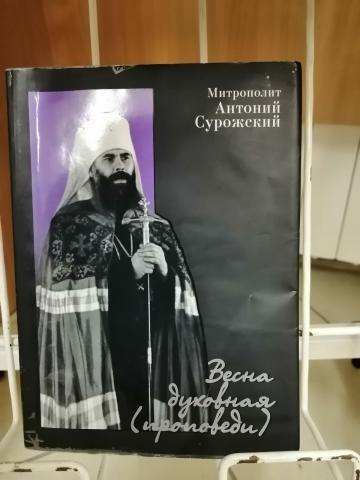 Митрополит
Антоний
Сурожский
Весна
духовная
(проповеди)